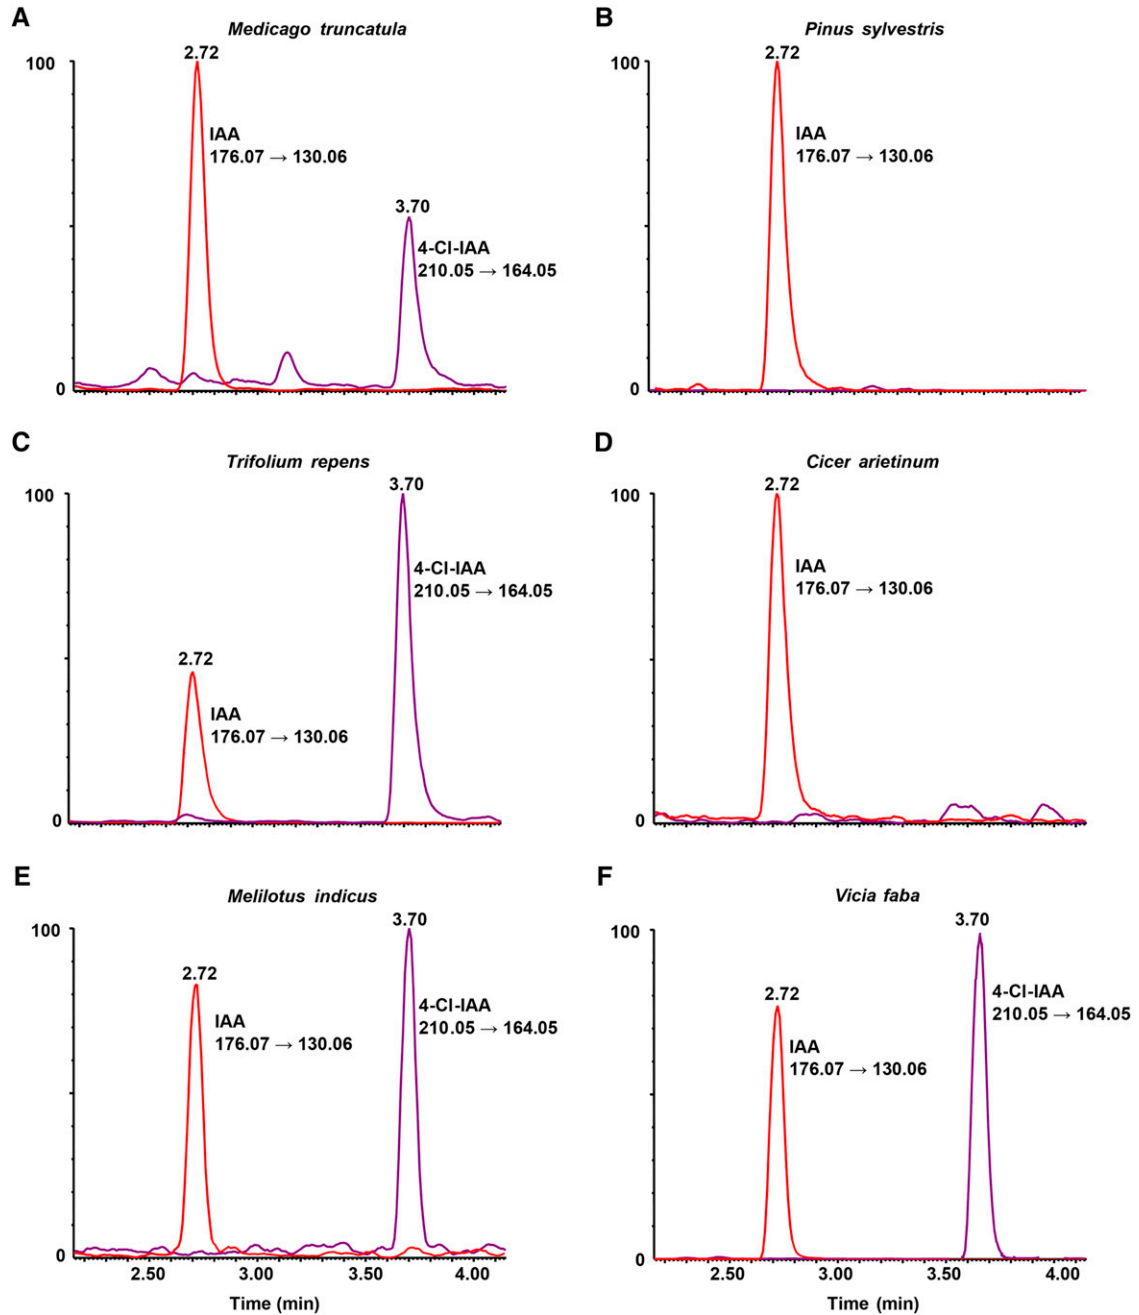 A
Medicago truncatula
100
2.72
IAA
176.07 → 130.06
3.70
4-Cl-IAA
210.05 → 164.05
0
B
Pinus sylvestris
100
2.72
IAA
176.07 → 130.06
0
C
Trifolium repens
100
3.70
4-Cl-IAA
210.05 → 164.05
2.72
IAA
176.07 → 130.06
0
D
Cicer arietinum
100
2.72
IAA
176.07 → 130.06
0
E
Melilotus indicus
100
3.70
2.72
4-Cl-IAA
210.05 → 164.05
IAA
176.07 → 130.06
0
2.50 3.00 3.50 4.00
Time (min)
F
Vicia faba
100
3.70
4-Cl-IAA
210.05 → 164.05
2.72
IAA
176.07 → 130.06
0
2.50 3.00 3.50 4.00
Time (min)